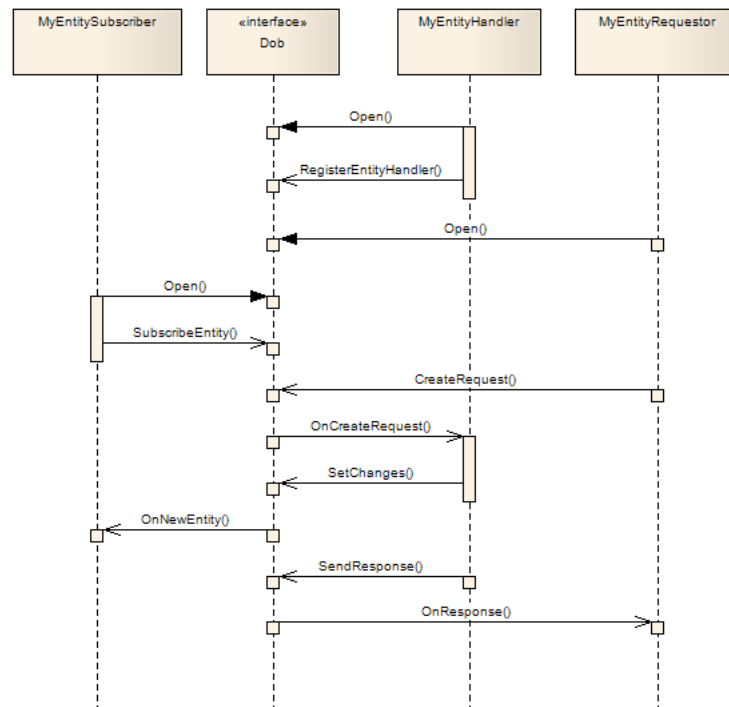 MyEntitySubscriber
«interface»
Dob
MyEntityHandler
MyEntityRequestor
Open()
RegisterEntityHandler()
Open()
Open()
SubscribeEntity()
CreateRequest()
OnCreateRequest()
SetChanges()
OnNewEntity()
SendResponse()
OnResponse()